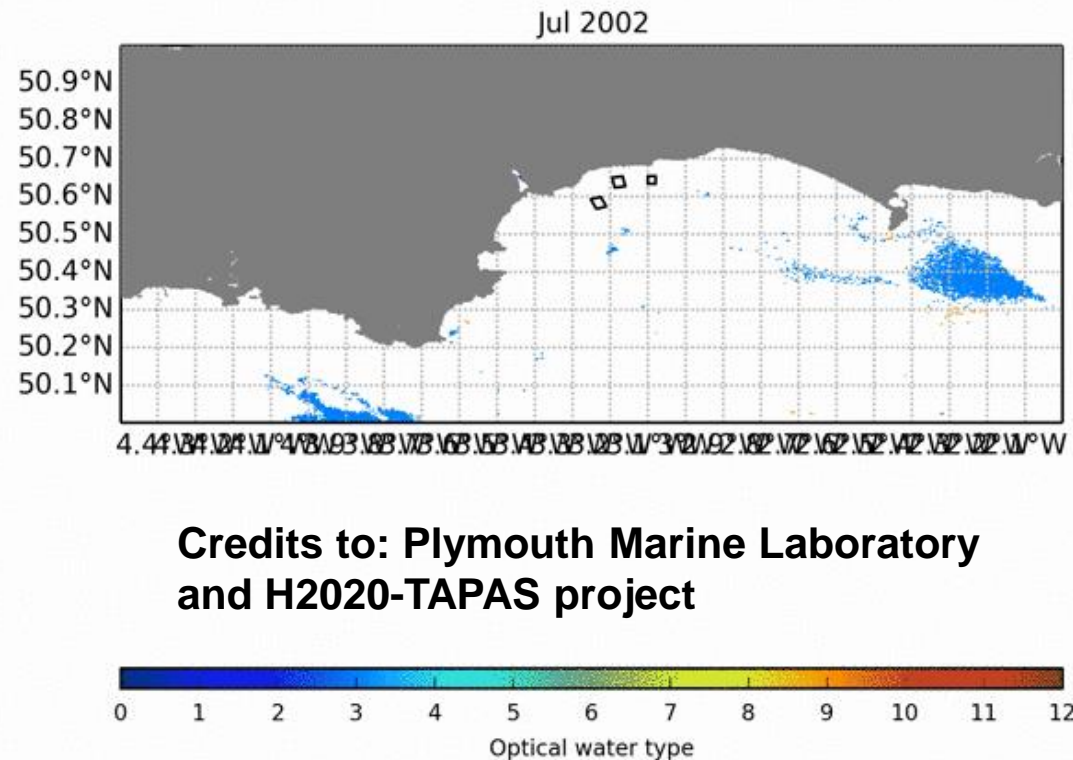 Jul 2002
50.9°N
50.8°N
50.7°N
50.6°N
50.5°N
50.4°N
50.3°N
50.2°N
50.1°N
Credits to: Plymouth Marine Laboratory
and H2020-TAPAS project
0 1 2 3 4 5 6 7 8 9 10 11 12
Optical water type